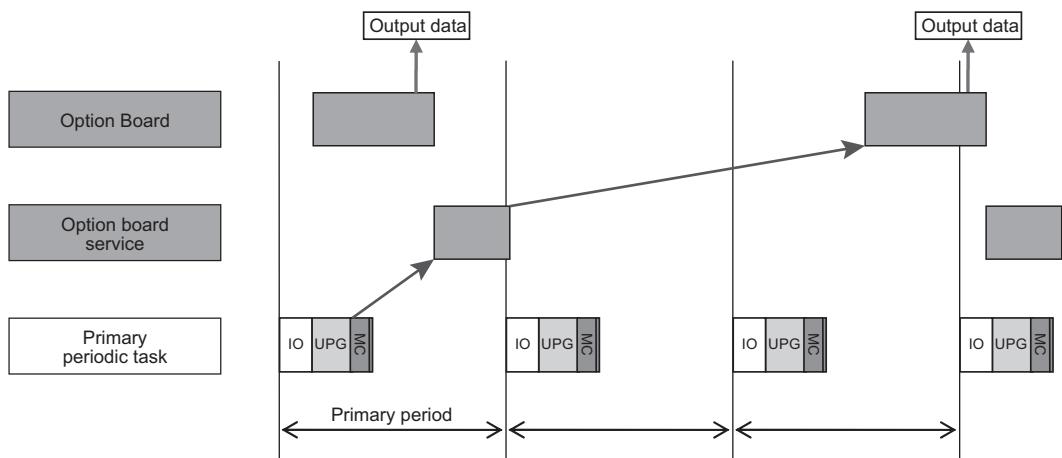 Output data
Output data
Option Board
Option board
service
Primary
periodic task
IO UPG MC
IO UPG MC
IO UPG MC
IO UPG MC
Primary period